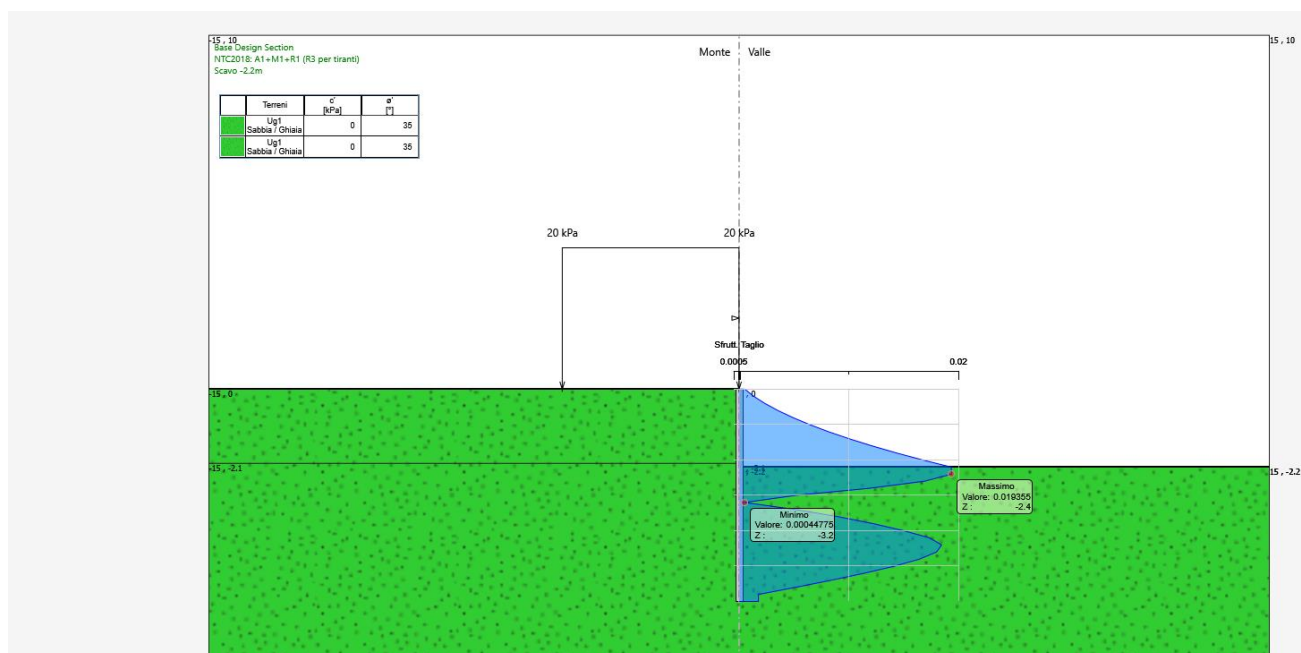 -15 , 10
15 , 10
Base Design Section
NTC2018: A1+M1+R1 (R3 per tiranti)
Scavo -2.2m
Monte
Valle
Terreni c' ø'
[kPa] [°]
Ug1
Sabbia / Ghiaia 0 35
Ug1
Sabbia / Ghiaia 0 35
20 kPa
20 kPa
Sfrutt. Taglio
0.0005
0.02
-15 , 0
, 0
-15 , -2.1
15 , -2.2
Massimo
Valore: 0.019355
Z : -2.4
Minimo
Valore: 0.00044775
Z : -3.2